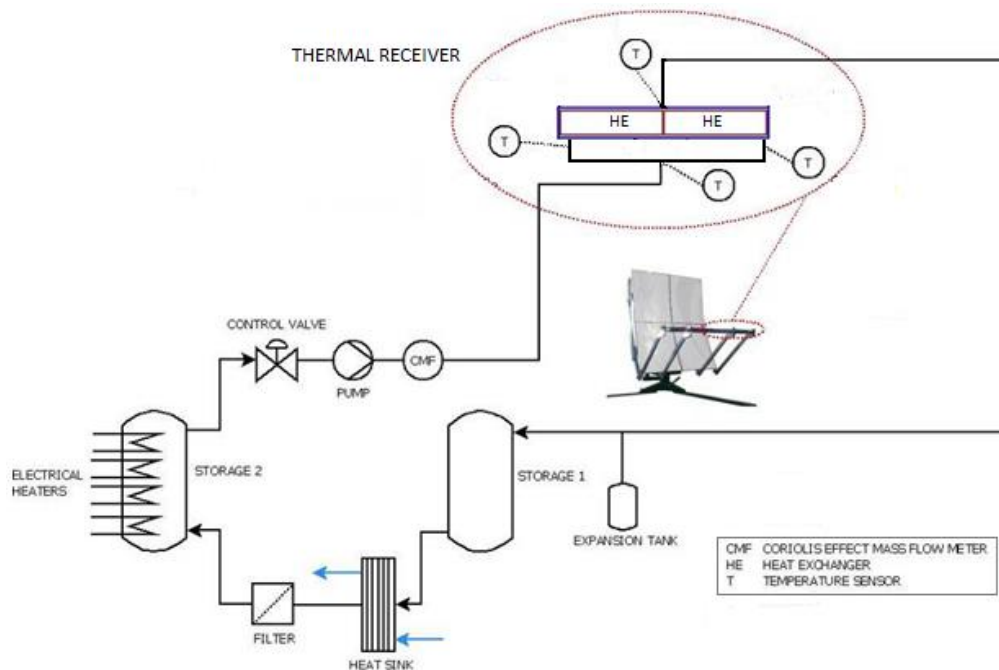 THERMAL RECEIVER
T
HE
HE
T
T
T
CONTROL VALVE
CMF
PUMP
ELECTRICAL
HEATERS
STORAGE 2
STORAGE 1
EXPANSION TANK
FILTER
HEAT SINK
CMF CORIOLIS EFFECT MASS FLOW METER
HE HEAT EXCHANGER
T TEMPERATURE SENSOR